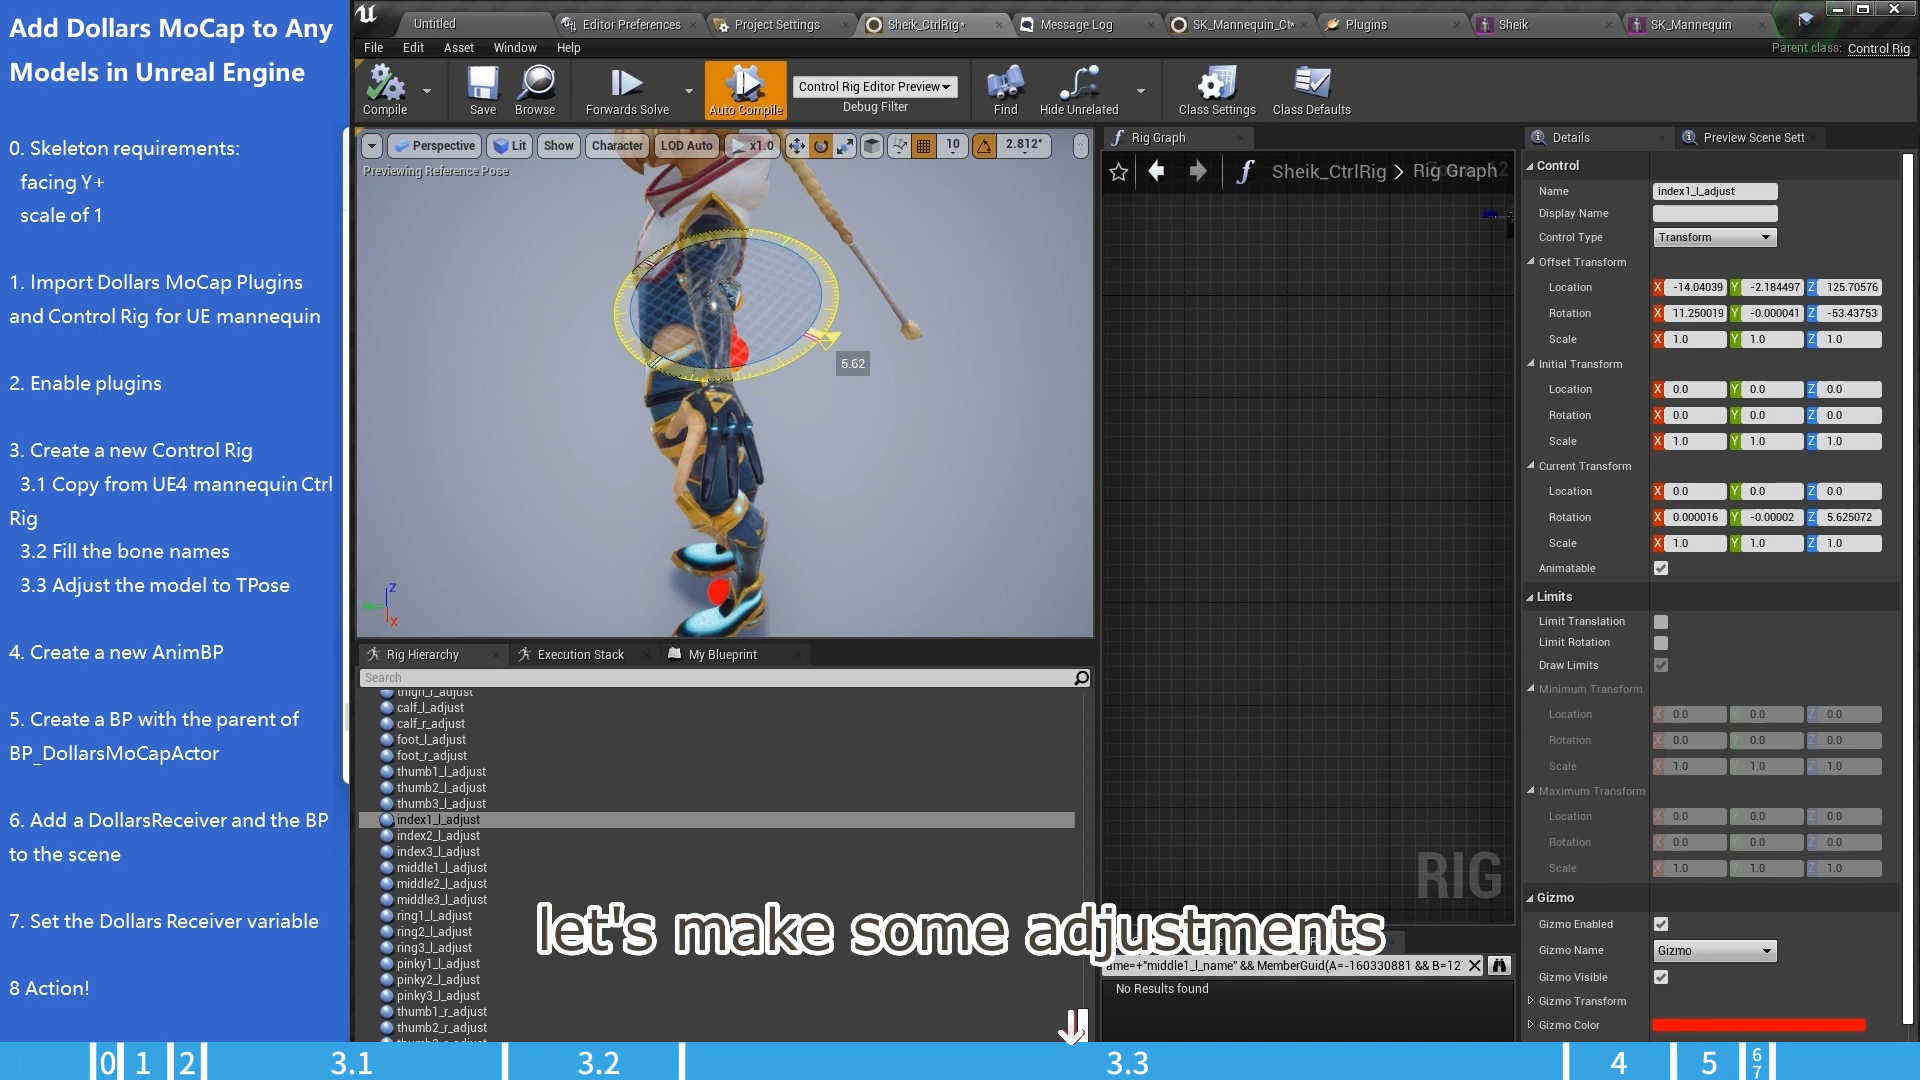 Add Dollars MoCap to Any
Models in Unreal Engine
0. Skeleton requirements:
facing Y+
scale of 1
1. Import Dollars MoCap Plugins
and Control Rig for UE mannequin
2. Enable plugins
3. Create a new Control Rig
3.1 Copy from UE4 mannequin Ctrl
Rig
3.2 Fill the bone names
3.3 Adjust the model to TPose
4. Create a new AnimBP
5. Create a BP with the parent of
BP_DollarsMoCapActor
6. Add a DollarsReceiver and the BP
to the scene
7. Set the Dollars Receiver variable
8 Action!
Untitled
Editor Preferences
Project Settings
Sheik_CtrlRig*
Message Log
SK_Mannequin_Ct*
Plugins
Sheik
SK_Mannequin
File Edit Asset Window Help
Parent class: Control Rig
Compile
Save
Browse
Forwards Solve
Auto Compile
Control Rig Editor Preview
Debug Filter
Find
Hide Unrelated
Class Settings
Class Defaults
Perspective
Lit
Show
Character
LOD Auto
x1.0
10
2.812°
Previewing Reference Pose
5.62
Z
X
Rig Graph
Sheik_CtrlRig > Rig Graph
RIG
Rig Hierarchy
Execution Stack
My Blueprint
Search
thigh_r_adjust
calf_l_adjust
calf_r_adjust
foot_l_adjust
foot_r_adjust
thumb1_l_adjust
thumb2_l_adjust
thumb3_l_adjust
index1_l_adjust
index2_l_adjust
index3_l_adjust
middle1_l_adjust
middle2_l_adjust
middle3_l_adjust
ring1_l_adjust
ring2_l_adjust
ring3_l_adjust
pinky1_l_adjust
pinky2_l_adjust
pinky3_l_adjust
thumb1_r_adjust
thumb2_r_adjust
let's make some adjustments
ame=+"middle1_l_name" && MemberGuid(A=-160330881 && B=12
No Results found
Details
Preview Scene Sett
Control
Name index1_l_adjust
Display Name
Control Type Transform
Offset Transform
Location X -14.04039 Y -2.184497 Z 125.70576
Rotation X 11.250019 Y -0.000041 Z -53.43753
Scale X 1.0 Y 1.0 Z 1.0
Initial Transform
Location X 0.0 Y 0.0 Z 0.0
Rotation X 0.0 Y 0.0 Z 0.0
Scale X 1.0 Y 1.0 Z 1.0
Current Transform
Location X 0.0 Y 0.0 Z 0.0
Rotation X 0.000016 Y -0.00002 Z 5.625072
Scale X 1.0 Y 1.0 Z 1.0
Animatable
Limits
Limit Translation
Limit Rotation
Draw Limits
Minimum Transform
Location X 0.0 Y 0.0 Z 0.0
Rotation X 0.0 Y 0.0 Z 0.0
Scale X 1.0 Y 1.0 Z 1.0
Maximum Transform
Location X 0.0 Y 0.0 Z 0.0
Rotation X 0.0 Y 0.0 Z 0.0
Scale X 1.0 Y 1.0 Z 1.0
Gizmo
Gizmo Enabled
Gizmo Name Gizmo
Gizmo Visible
Gizmo Transform
Gizmo Color
0 1 2 3.1 3.2 3.3 4 5 6 7